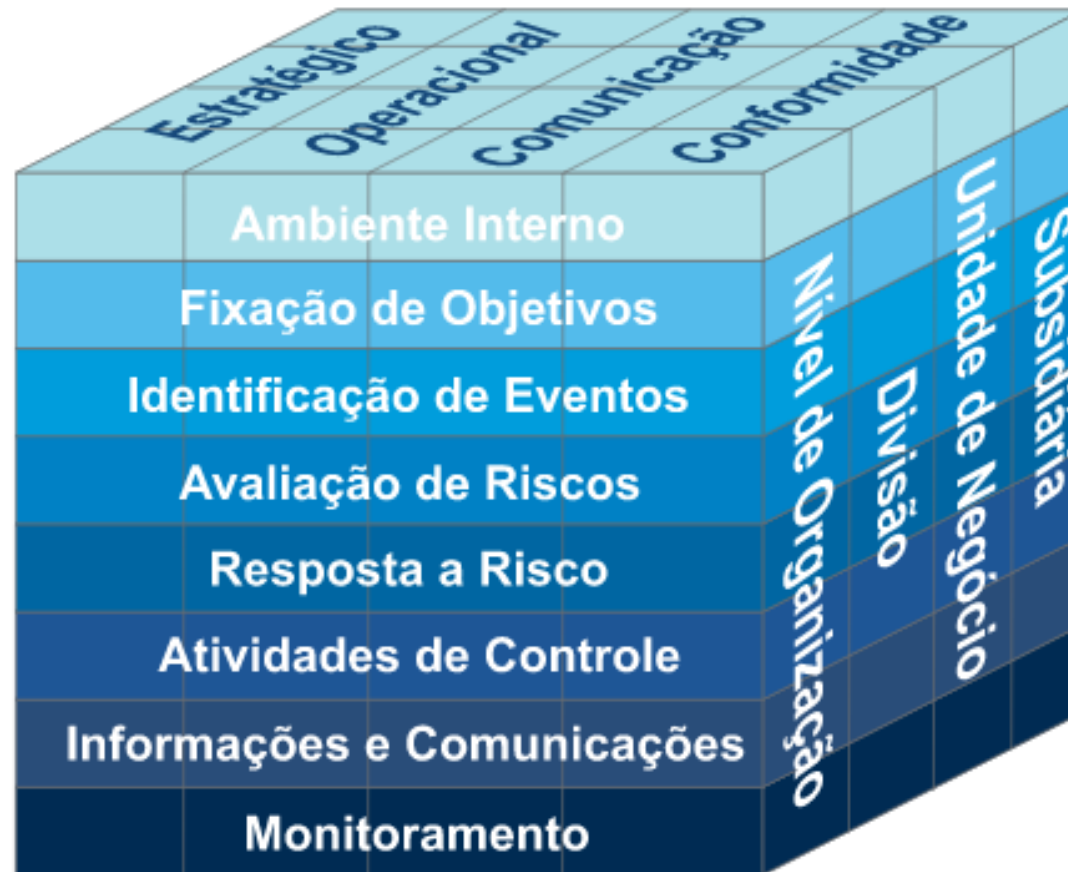 Estratégico
Operacional
Comunicação
Conformidade
Ambiente Interno
Fixação de Objetivos
Identificação de Eventos
Avaliação de Riscos
Resposta a Risco
Atividades de Controle
Informações e Comunicações
Monitoramento
Nível de Organização
Divisão
Unidade de Negócio
Subsidiária